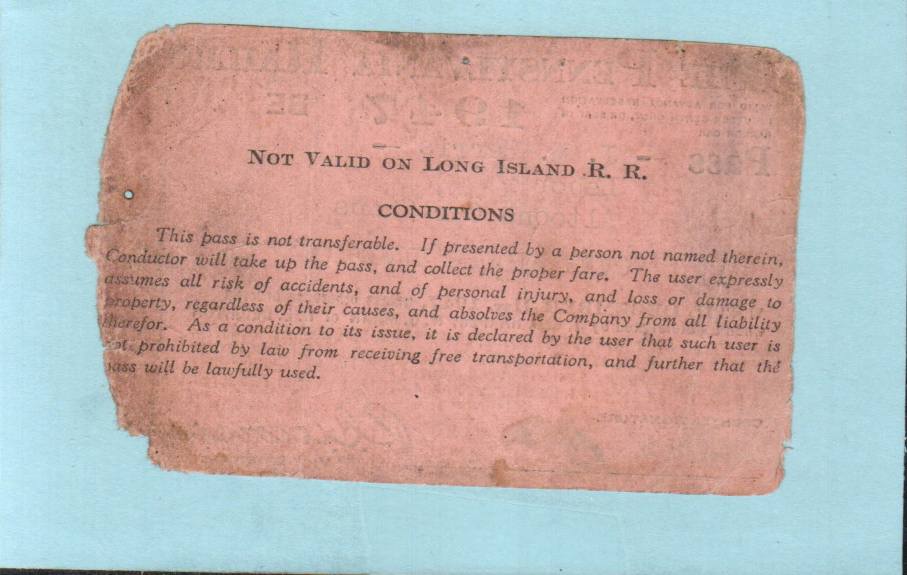 NOT VALID ON LONG ISLAND R. R.
CONDITIONS
This pass is not transferable. If presented by a person not named therein,
Conductor will take up the pass, and collect the proper fare. The user expressly
assumes all risk of accidents, and of personal injury, and loss or damage to
property, regardless of their causes, and absolves the Company from all liability
therefor. As a condition to its issue, it is declared by the user that such user is
not prohibited by law from receiving free transportation, and further that the
pass will be lawfully used.